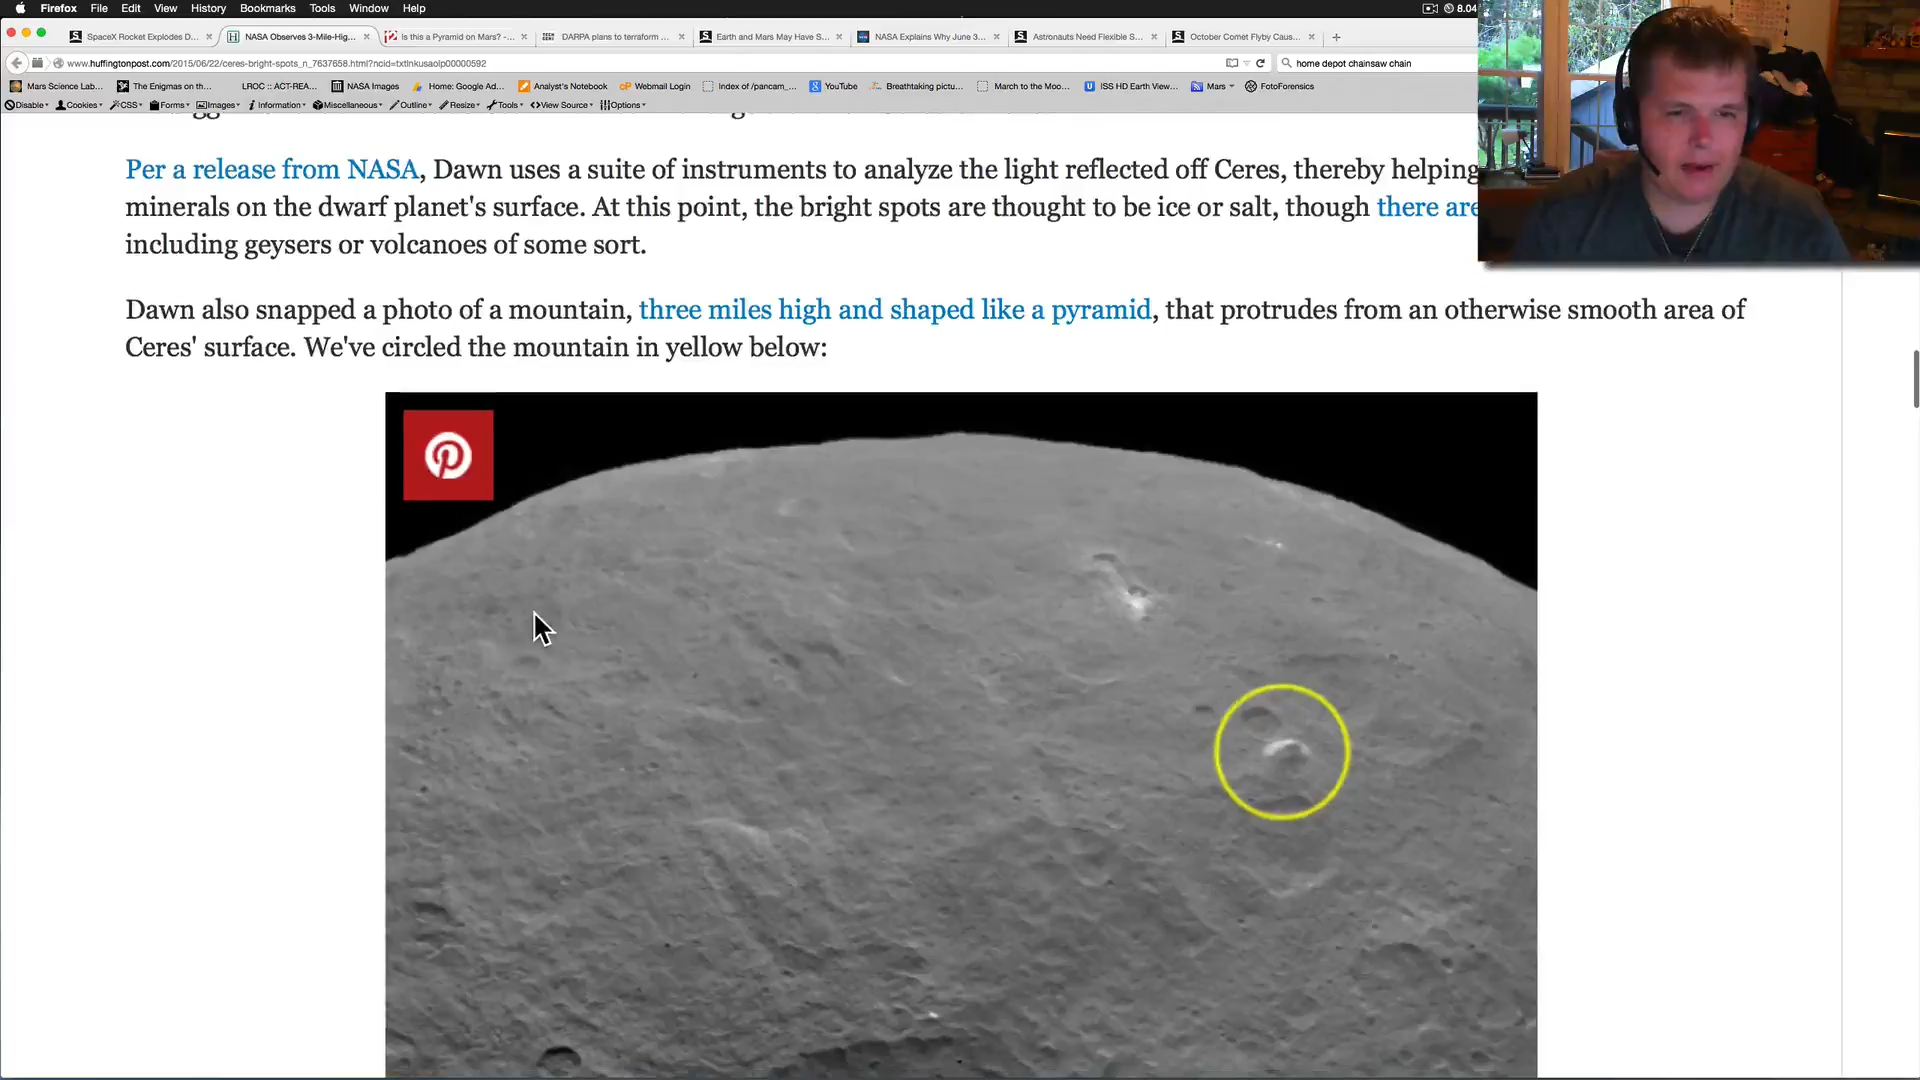 Firefox File Edit View History Bookmarks Tools Window Help 8.04
SpaceX Rocket Explodes D... NASA Observes 3-Mile-Hig... Is this a Pyramid on Mars? -... DARPA plans to terraform ... Earth and Mars May Have S... NASA Explains Why June 3... Astronauts Need Flexible S... October Comet Flyby Caus...
www.huffingtonpost.com/2015/06/22/ceres-bright-spots_n_7637658.html?ncid=txtlnkusaolp00000592 home depot chainsaw chain
Mars Science Lab... The Enigmas on th... LROC :: ACT-REA... NASA Images Home: Google Ad... Analyst's Notebook Webmail Login Index of /pancam_... YouTube Breathtaking pictu... March to the Moo... ISS HD Earth View... Mars FotoForensics
Disable Cookies CSS Forms Images Information Miscellaneous Outline Resize Tools View Source Options
Per a release from NASA, Dawn uses a suite of instruments to analyze the light reflected off Ceres, thereby helping
minerals on the dwarf planet's surface. At this point, the bright spots are thought to be ice or salt, though there are
including geysers or volcanoes of some sort.
Dawn also snapped a photo of a mountain, three miles high and shaped like a pyramid, that protrudes from an otherwise smooth area of
Ceres' surface. We've circled the mountain in yellow below: